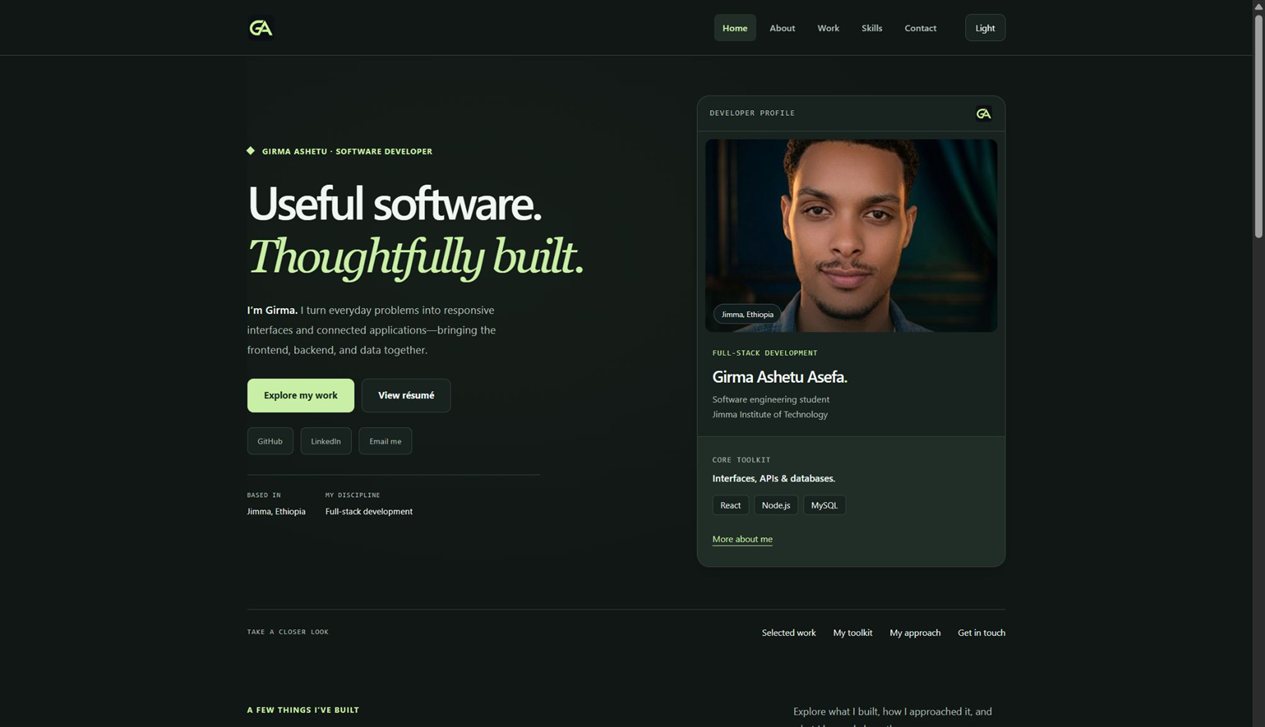 GA
Home
About
Work
Skills
Contact
Light
GIRMA ASHETU · SOFTWARE DEVELOPER
Useful software.
Thoughtfully built.
I'm Girma. I turn everyday problems into responsive
interfaces and connected applications—bringing the
frontend, backend, and data together.
Explore my work
View résumé
GitHub
LinkedIn
Email me
BASED IN
Jimma, Ethiopia
MY DISCIPLINE
Full-stack development
DEVELOPER PROFILE
GA
Jimma, Ethiopia
FULL-STACK DEVELOPMENT
Girma Ashetu Asefa.
Software engineering student
Jimma Institute of Technology
CORE TOOLKIT
Interfaces, APIs & databases.
React
Node.js
MySQL
More about me
TAKE A CLOSER LOOK
Selected work
My toolkit
My approach
Get in touch
A FEW THINGS I'VE BUILT
Explore what I built, how I approached it, and